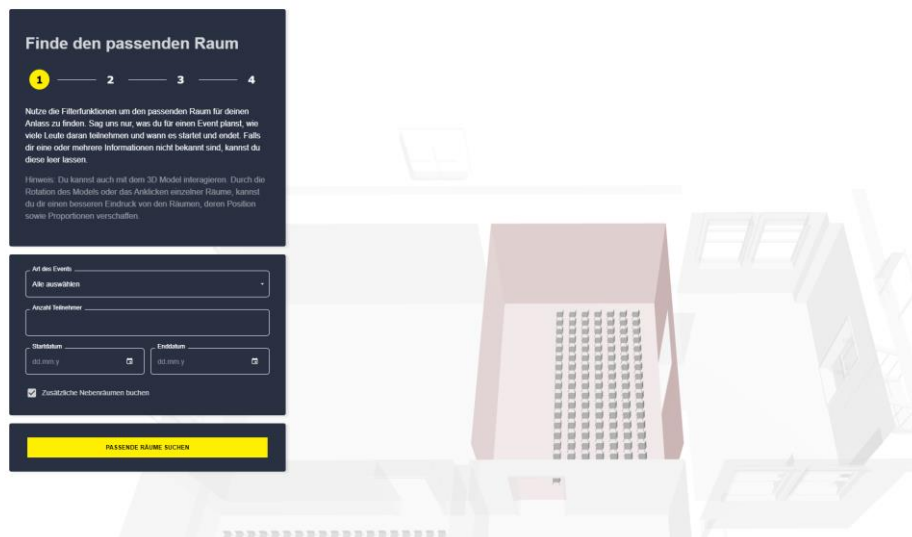 Finde den passenden Raum
1 2 3 4
Nutze die Filterfunktionen um den passenden Raum für deinen
Anlass zu finden. Sag uns nur, was du für einen Event planst, wie
viele Leute daran teilnehmen und wann es startet und endet. Falls
dir eine oder mehrere Informationen nicht bekannt sind, kannst du
diese leer lassen.
Hinweis: Du kannst auch mit dem 3D Model interagieren. Durch die
Rotation des Models oder das Anklicken einzelner Räume, kannst
du dir einen besseren Eindruck von den Räumen, deren Position
sowie Proportionen verschaffen.
Art des Events
Alle auswählen
Anzahl Teilnehmer
Startdatum Enddatum
dd.mm.y dd.mm.y
Zusätzliche Nebenräumen buchen
PASSENDE RÄUME SUCHEN